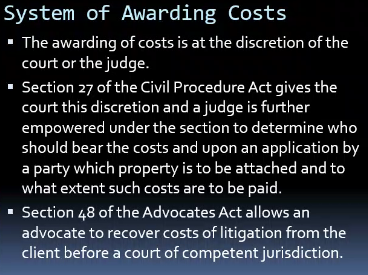 System of Awarding Costs
▪ The awarding of costs is at the discretion of the
court or the judge.
▪ Section 27 of the Civil Procedure Act gives the
court this discretion and a judge is further
empowered under the section to determine who
should bear the costs and upon an application by
a party which property is to be attached and to
what extent such costs are to be paid.
▪ Section 48 of the Advocates Act allows an
advocate to recover costs of litigation from the
client before a court of competent jurisdiction.